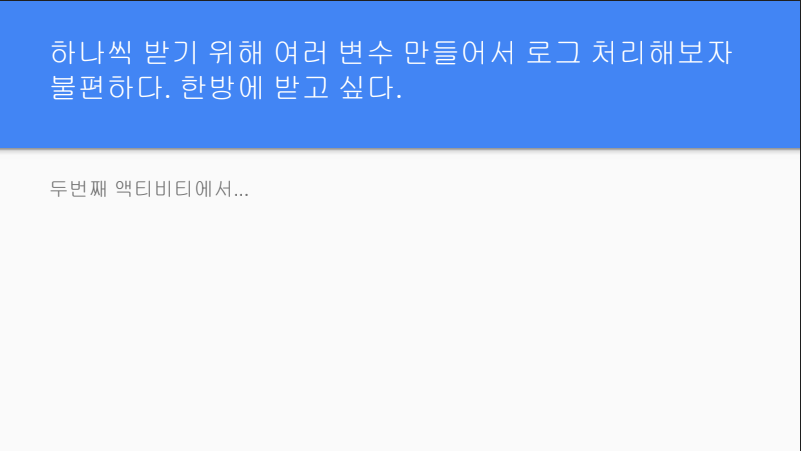 하나씩 받기 위해 여러 변수 만들어서 로그 처리해보자
불편하다. 한방에 받고 싶다.
두번째 액티비티에서...